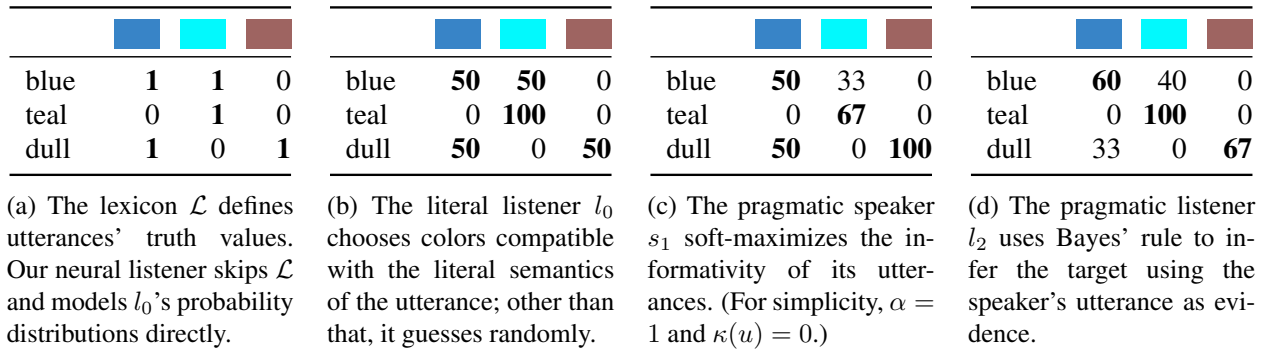 blue 1 1 0
teal 0 1 0
dull 1 0 1
(a) The lexicon ℒ defines
utterances' truth values.
Our neural listener skips ℒ
and models l₀'s probability
distributions directly.
blue 50 50 0
teal 0 100 0
dull 50 0 50
(b) The literal listener l₀
chooses colors compatible
with the literal semantics
of the utterance; other than
that, it guesses randomly.
blue 50 33 0
teal 0 67 0
dull 50 0 100
(c) The pragmatic speaker
s₁ soft-maximizes the in-
formativity of its utter-
ances. (For simplicity, α =
1 and κ(u) = 0.)
blue 60 40 0
teal 0 100 0
dull 33 0 67
(d) The pragmatic listener
l₂ uses Bayes' rule to in-
fer the target using the
speaker's utterance as evi-
dence.